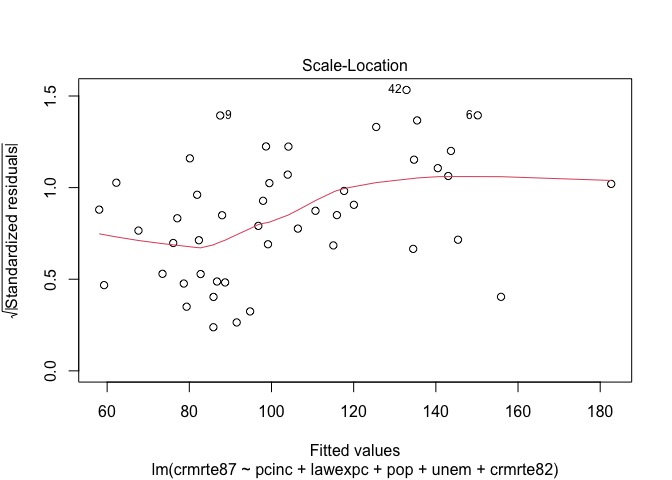 Scale-Location
√|Standardized residuals|
1.5
1.0
0.5
0.0
42
6
9
60 80 100 120 140 160 180
Fitted values
lm(crmrte87 ~ pcinc + lawexpc + pop + unem + crmrte82)